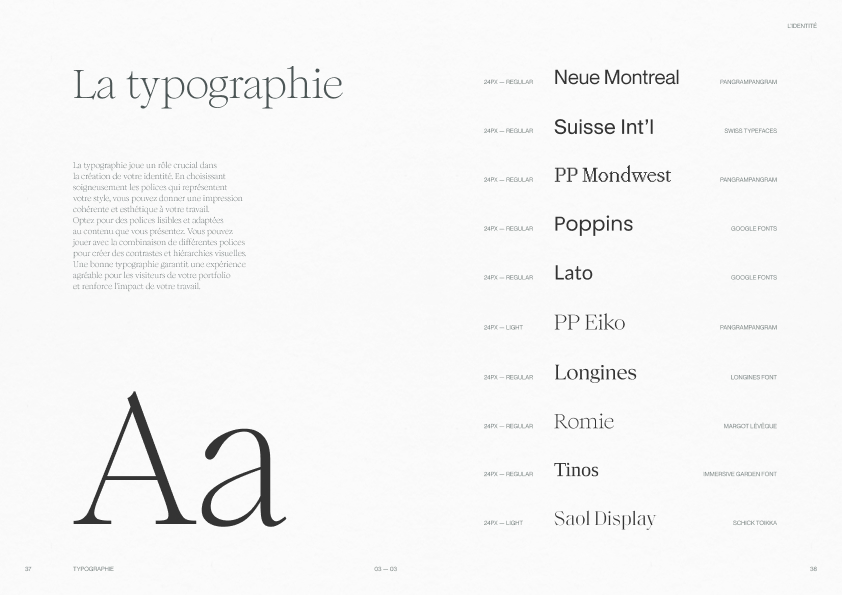 L'IDENTITÉ
La typographie
La typographie joue un rôle crucial dans
la création de votre identité. En choisissant
soigneusement les polices qui représentent
votre style, vous pouvez donner une impression
cohérente et esthétique à votre travail.
Optez pour des polices lisibles et adaptées
au contenu que vous présentez. Vous pouvez
jouer avec la combinaison de différentes polices
pour créer des contrastes et hiérarchies visuelles.
Une bonne typographie garantit une expérience
agréable pour les visiteurs de votre portfolio
et renforce l'impact de votre travail.
Aa
24PX — REGULAR Neue Montreal PANGRAMPANGRAM
24PX — REGULAR Suisse Int'l SWISS TYPEFACES
24PX — REGULAR PP Mondwest PANGRAMPANGRAM
24PX — REGULAR Poppins GOOGLE FONTS
24PX — REGULAR Lato GOOGLE FONTS
24PX — LIGHT PP Eiko PANGRAMPANGRAM
24PX — REGULAR Longines LONGINES FONT
24PX — REGULAR Romie MARGOT LÉVÊQUE
24PX — REGULAR Tinos IMMERSIVE GARDEN FONT
24PX — LIGHT Saol Display SCHICK TOIKKA
37 TYPOGRAPHIE 03 — 03 38